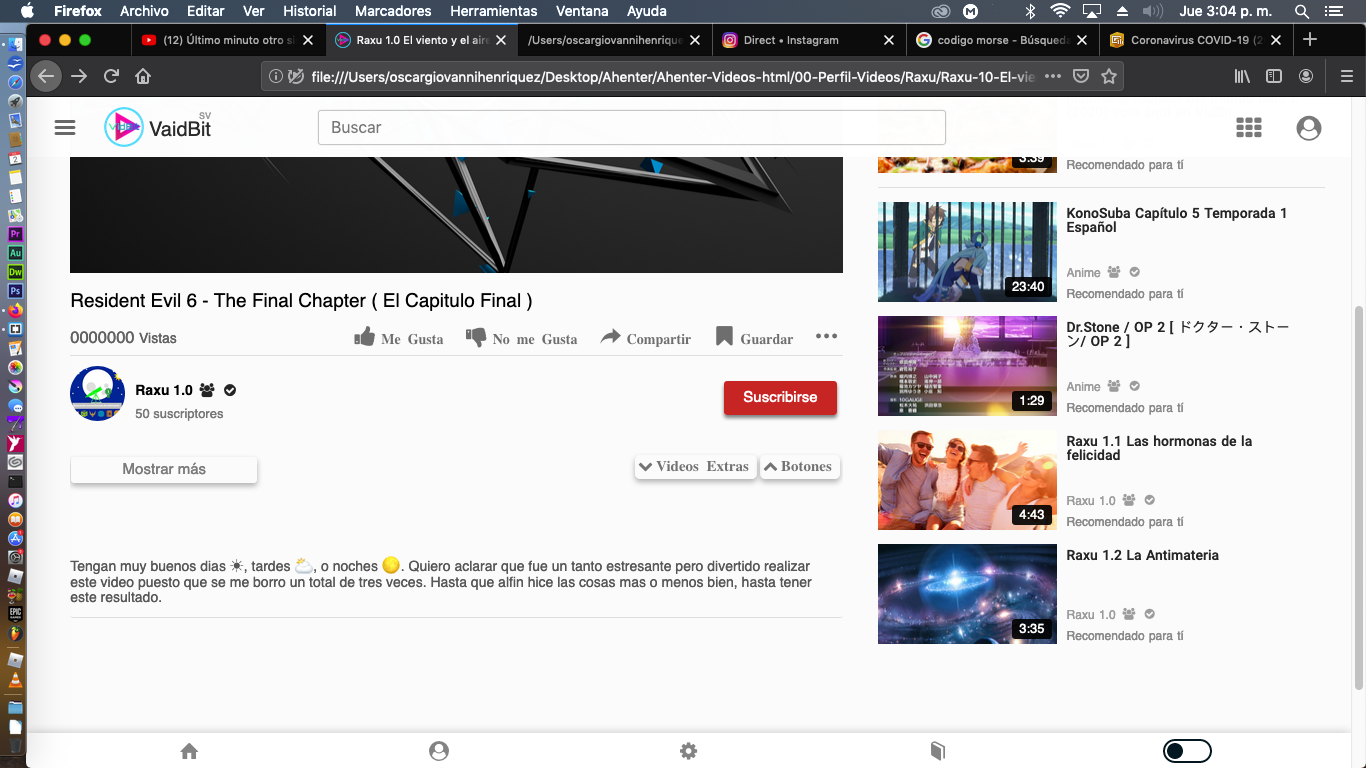 Firefox Archivo Editar Ver Historial Marcadores Herramientas Ventana Ayuda Jue 3:04 p. m.
(12) Último minuto otro si
Raxu 1.0 El viento y el aire
/Users/oscargiovannihenrique
Direct • Instagram
codigo morse - Búsqueda
Coronavirus COVID-19 (2
file:///Users/oscargiovannihenriquez/Desktop/Ahenter/Ahenter-Videos-html/00-Perfil-Videos/Raxu/Raxu-10-El-vie
VaidBit SV
Buscar
3:39
Recomendado para tí
KonoSuba Capítulo 5 Temporada 1
Español
23:40
Anime
Recomendado para tí
Dr.Stone / OP 2 [ ドクター・ストー
ン/ OP 2 ]
1:29
Anime
Recomendado para tí
Raxu 1.1 Las hormonas de la
felicidad
4:43
Raxu 1.0
Recomendado para tí
Raxu 1.2 La Antimateria
3:35
Raxu 1.0
Recomendado para tí
Resident Evil 6 - The Final Chapter ( El Capitulo Final )
0000000 Vistas
Me Gusta No me Gusta Compartir Guardar
Raxu 1.0
50 suscriptores
Suscribirse
Mostrar más
Videos Extras Botones
Tengan muy buenos dias ☀, tardes ⛅, o noches 🌕. Quiero aclarar que fue un tanto estresante pero divertido realizar
este video puesto que se me borro un total de tres veces. Hasta que alfin hice las cosas mas o menos bien, hasta tener
este resultado.
Pr
Au
Dw
Ps
EPIC